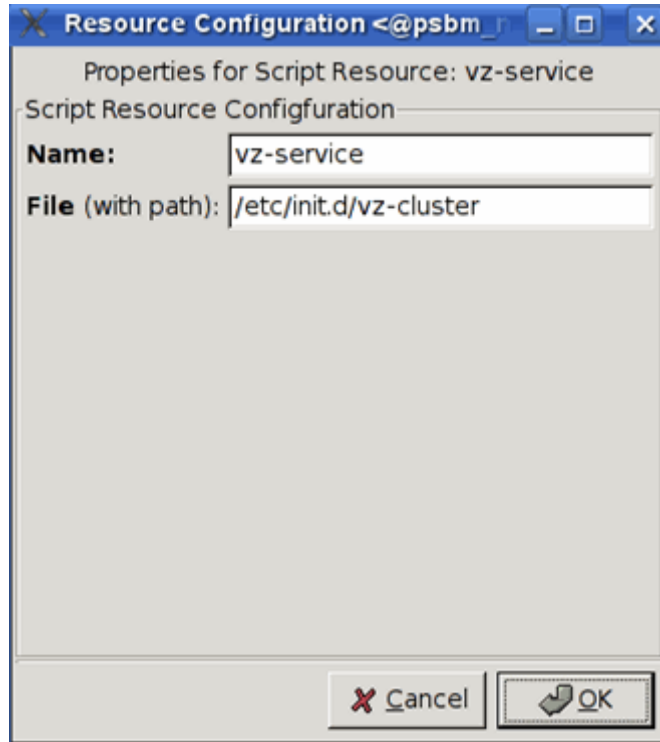 Resource Configuration <@psbm_
Properties for Script Resource: vz-service
Script Resource Configfuration
Name: vz-service
File (with path): /etc/init.d/vz-cluster
Cancel OK